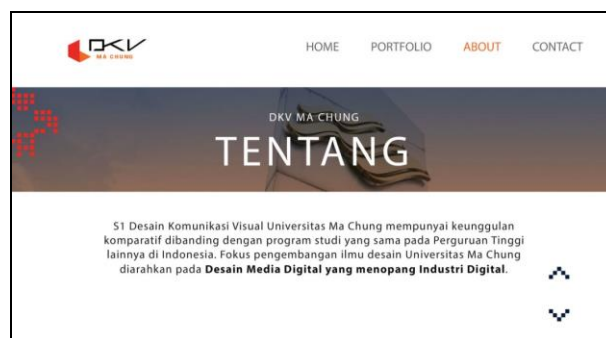 DKV
MA CHUNG
HOME PORTFOLIO ABOUT CONTACT
DKV MA CHUNG
TENTANG
S1 Desain Komunikasi Visual Universitas Ma Chung mempunyai keunggulan
komparatif dibanding dengan program studi yang sama pada Perguruan Tinggi
lainnya di Indonesia. Fokus pengembangan ilmu desain Universitas Ma Chung
diarahkan pada Desain Media Digital yang menopang Industri Digital.